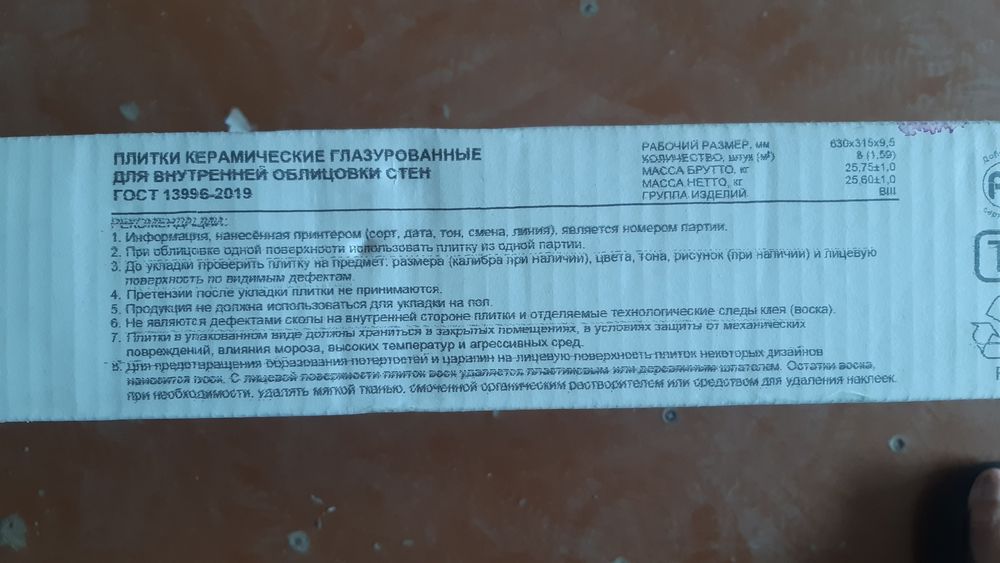 ПЛИТКИ КЕРАМИЧЕСКИЕ ГЛАЗУРОВАННЫЕ
ДЛЯ ВНУТРЕННЕЙ ОБЛИЦОВКИ СТЕН
ГОСТ 13996-2019
РАБОЧИЙ РАЗМЕР, мм 630х315х9,5
КОЛИЧЕСТВО, штук (м²) 8 (1,59)
МАССА БРУТТО, кг 25,75±1,0
МАССА НЕТТО, кг 25,60±1,0
ГРУППА ИЗДЕЛИЙ BIII
РЕКОМЕНДАЦИИ:
1. Информация, нанесённая принтером (сорт, дата, тон, смена, линия), является номером партии.
2. При облицовке одной поверхности использовать плитку из одной партии.
3. До укладки проверить плитку на предмет: размера (калибра при наличии), цвета, тона, рисунок (при наличии) и лицевую
поверхность по видимым дефектам.
4. Претензии после укладки плитки не принимаются.
5. Продукция не должна использоваться для укладки на пол.
6. Не являются дефектами сколы на внутренней стороне плитки и отделяемые технологические следы клея (воска).
7. Плитки в упакованном виде должны храниться в закрытых помещениях, в условиях защиты от механических
повреждений, влияния мороза, высоких температур и агрессивных сред.
8. Для предотвращения образования потертостей и царапин на лицевую поверхность плиток некоторых дизайнов
наносится воск. С лицевой поверхности плиток воск удаляется пластиковым или деревянным шпателем. Остатки воска,
при необходимости, удалять мягкой тканью, смоченной органическим растворителем или средством для удаления наклеек.